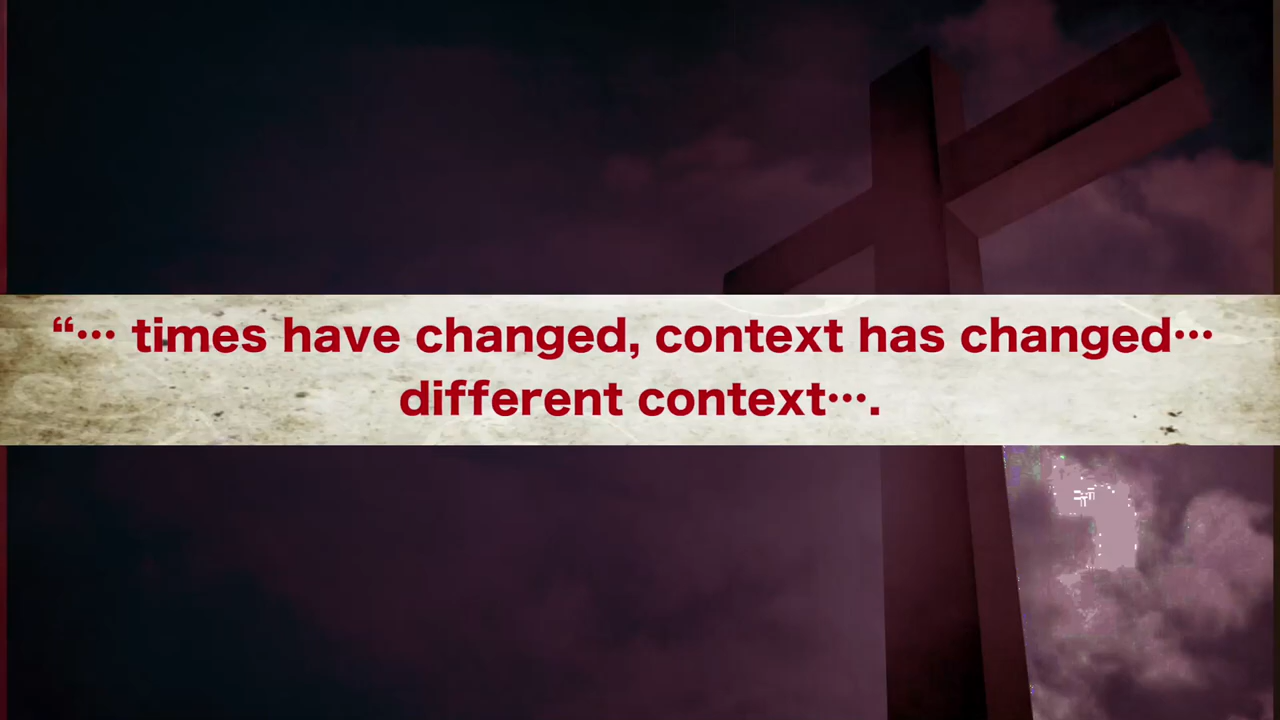 “… times have changed, context has changed…
different context….